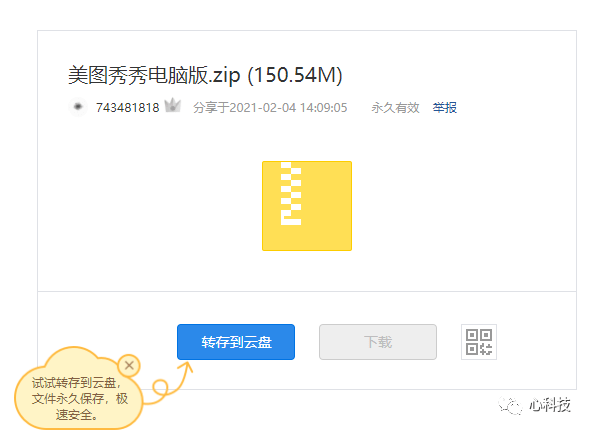 美图秀秀电脑版.zip (150.54M)
743481818 分享于2021-02-04 14:09:05 永久有效 举报
转存到云盘 下载
试试转存到云盘,
文件永久保存,极
速安全。
心科技